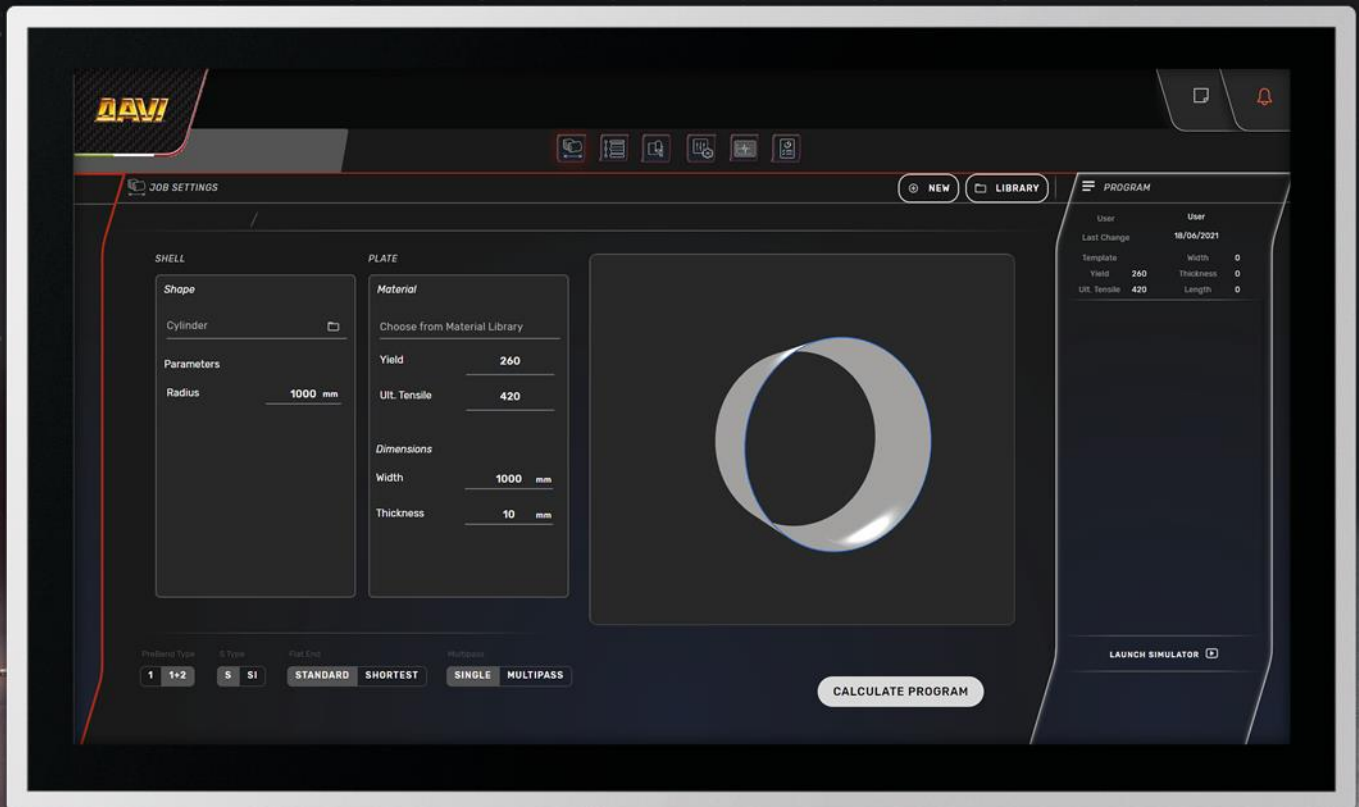 DAVI
JOB SETTINGS
NEW
LIBRARY
PROGRAM
User User
Last Change 18/06/2021
Template Width 0
Yield 260 Thickness 0
Ult. Tensile 420 Length 0
SHELL
Shape
Cylinder
Parameters
Radius 1000 mm
PLATE
Material
Choose from Material Library
Yield 260
Ult. Tensile 420
Dimensions
Width 1000 mm
Thickness 10 mm
PreBend Type S Type Flat End Multipass
1 1+2 S SI STANDARD SHORTEST SINGLE MULTIPASS
CALCULATE PROGRAM
LAUNCH SIMULATOR